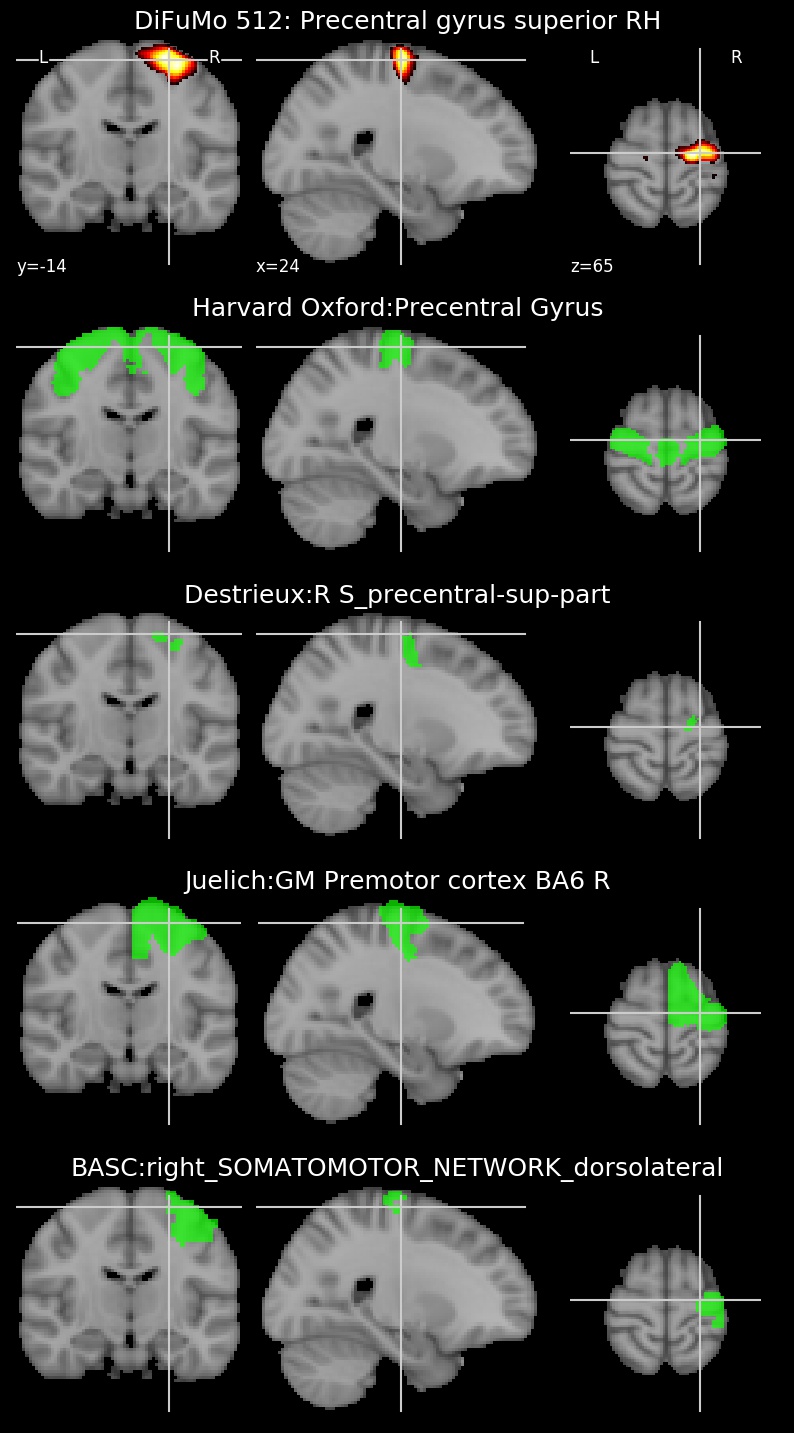 DiFuMo 512: Precentral gyrus superior RH
L R L R
y=-14 x=24 z=65
Harvard Oxford:Precentral Gyrus
Destrieux:R S_precentral-sup-part
Juelich:GM Premotor cortex BA6 R
BASC:right_SOMATOMOTOR_NETWORK_dorsolateral